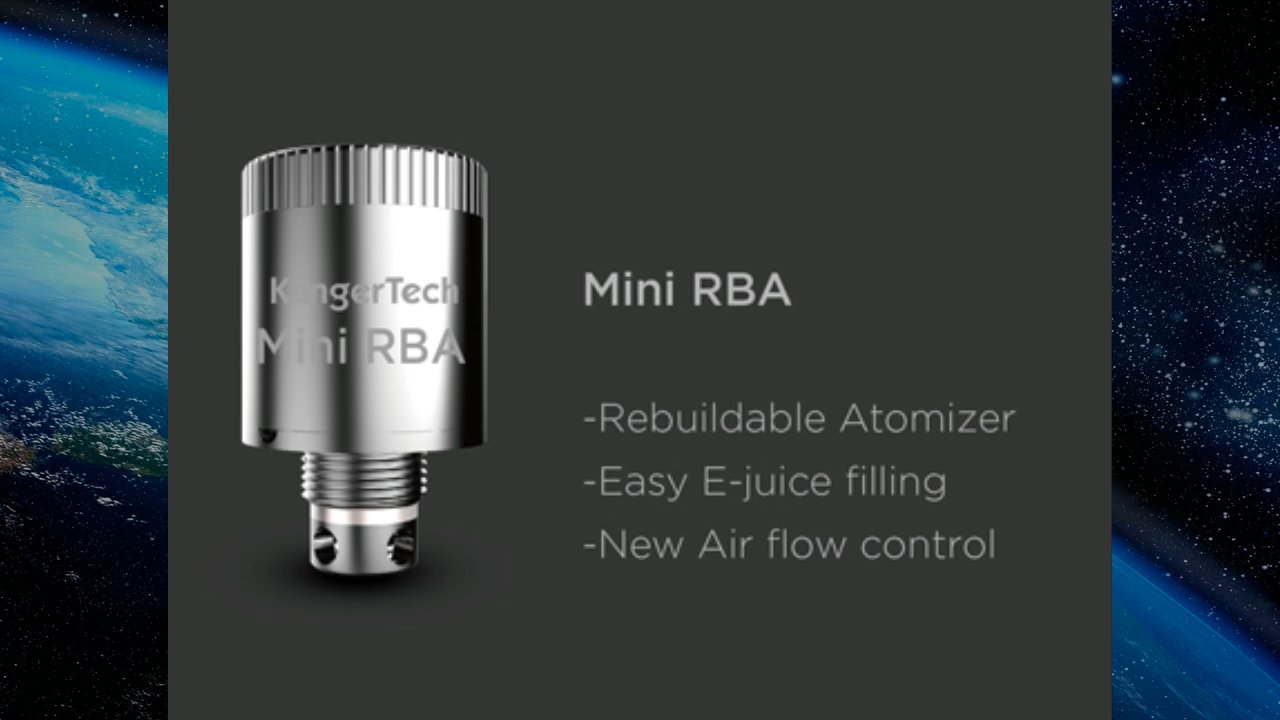 KangerTech
Mini RBA
Mini RBA
-Rebuildable Atomizer
-Easy E-juice filling
-New Air flow control